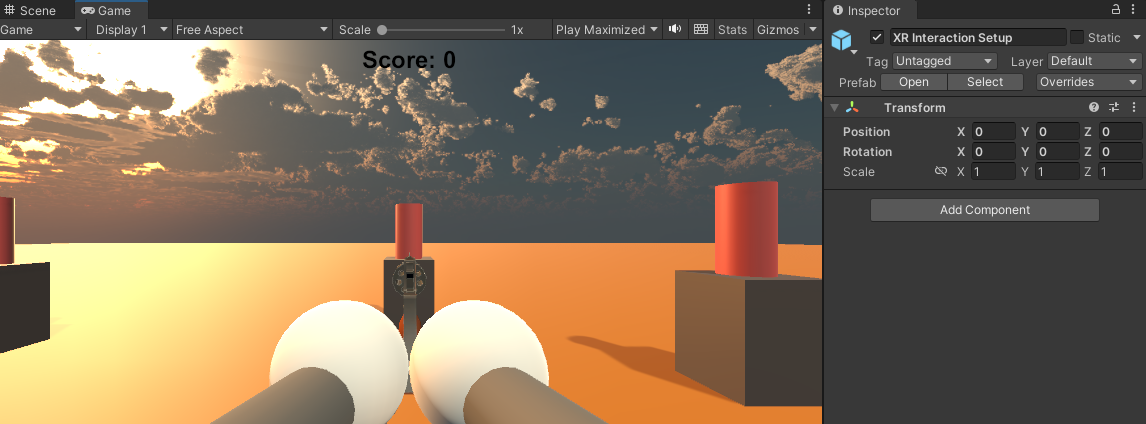 Scene Game
Game Display 1 Free Aspect Scale 1x Play Maximized Stats Gizmos
Score: 0
Inspector
XR Interaction Setup Static
Tag Untagged Layer Default
Prefab Open Select Overrides
Transform
Position X 0 Y 0 Z 0
Rotation X 0 Y 0 Z 0
Scale X 1 Y 1 Z 1
Add Component